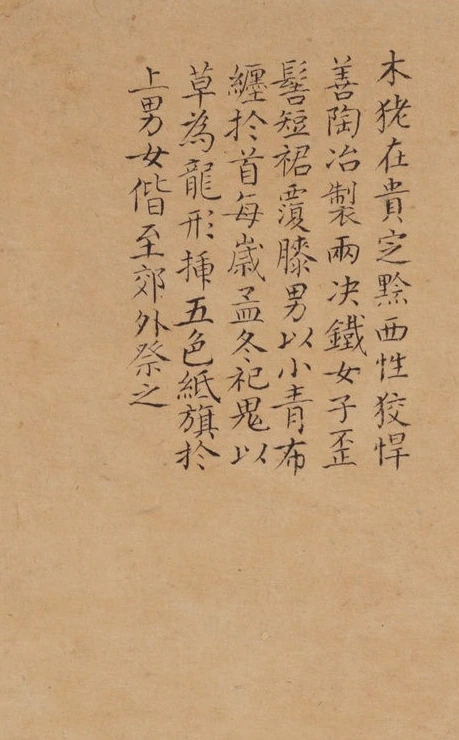 木狫在貴定黔西性狡悍
善陶冶製兩决鐵女子歪
髻短裙覆膝男以小青布
纏於首每歲孟冬祀鬼以
草為龍形揷五色紙旗於
上男女偕至郊外祭之